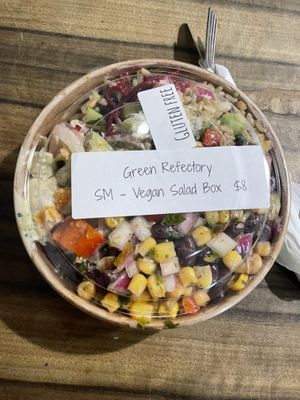 GLUTEN FREE
Green Refectory
SM - Vegan Salad Box $8